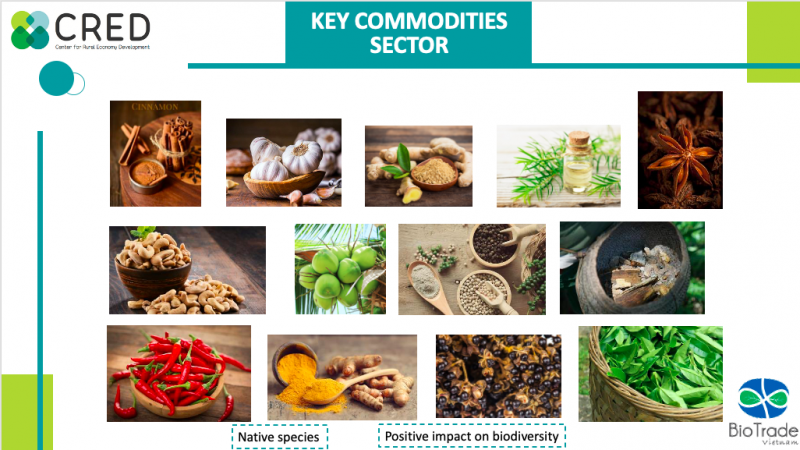 CRED
Center for Rural Economy Development
KEY COMMODITIES
SECTOR
CINNAMON
Native species
Positive impact on biodiversity
BioTrade
Vietnam